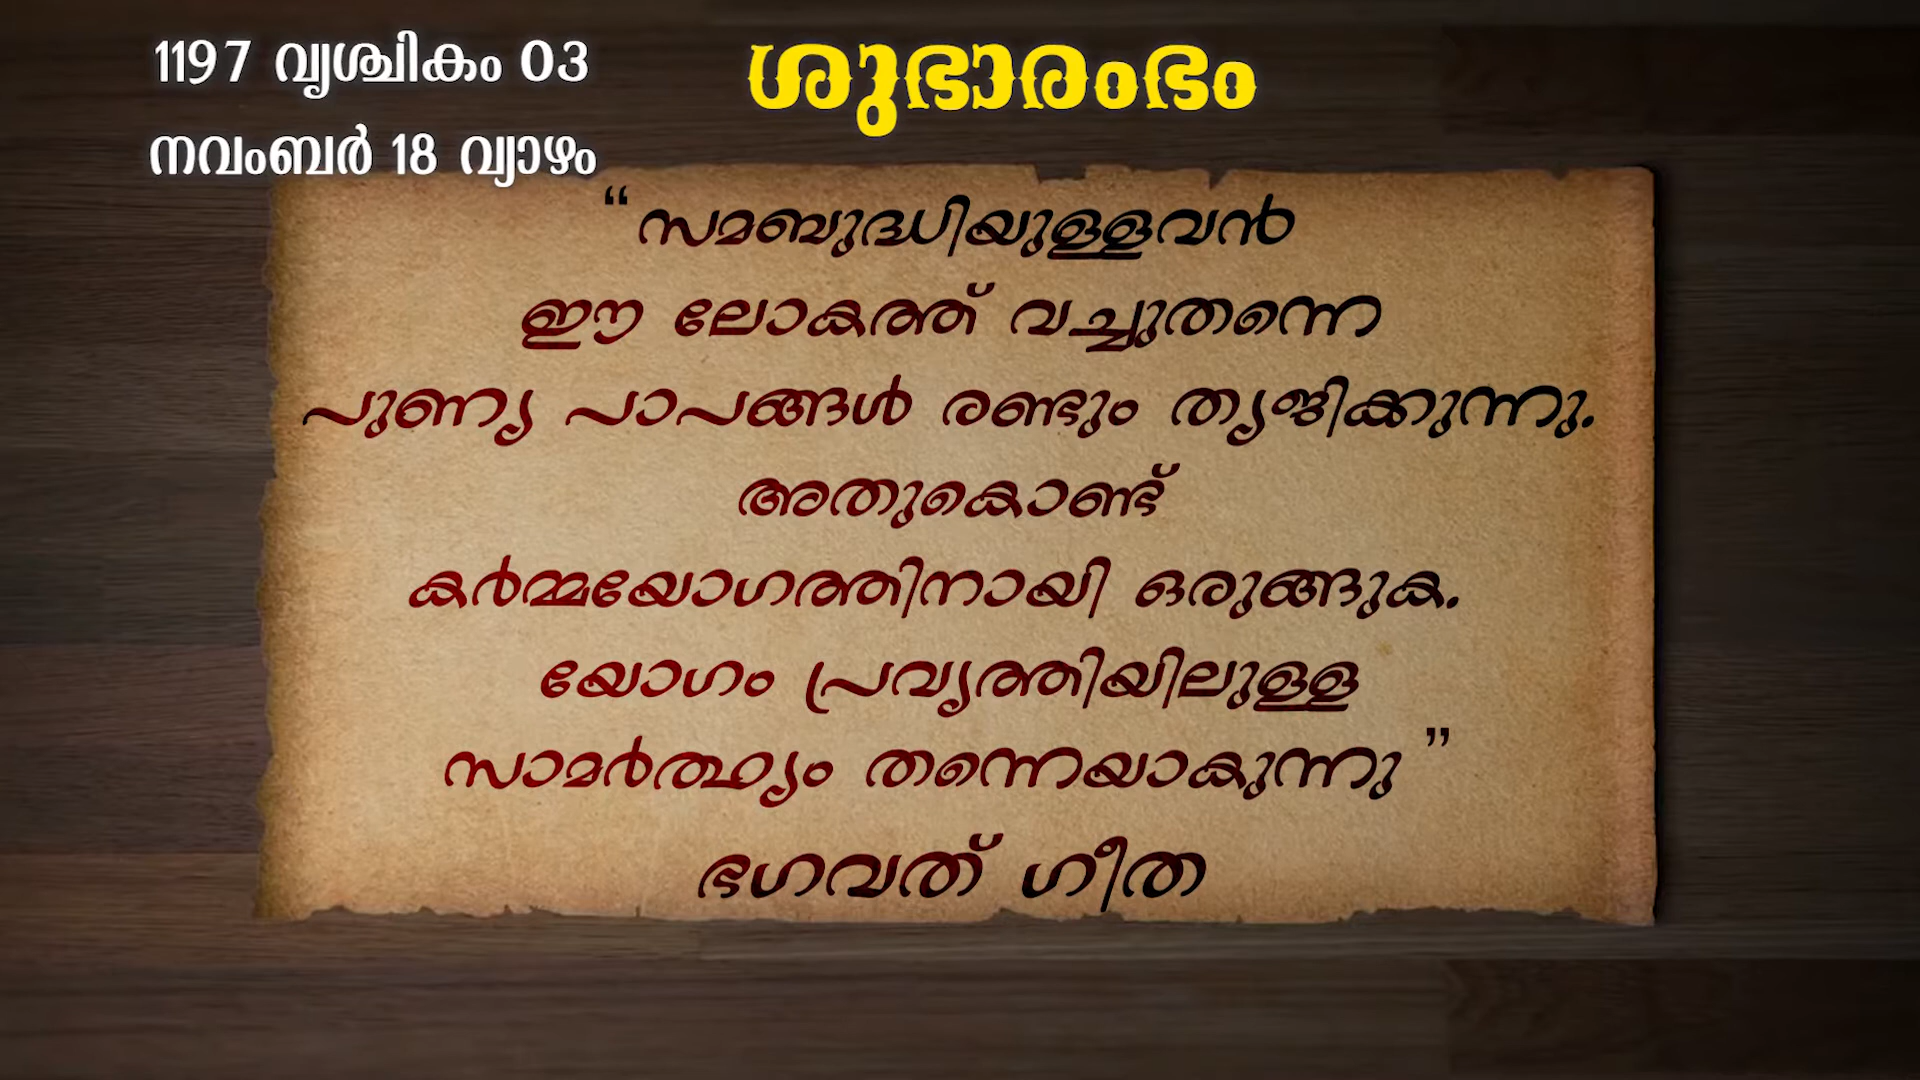 1197 വൃശ്ചികം 03
നവംബർ 18 വ്യാഴം
ശുഭാരംഭം
“സമബുദ്ധിയുള്ളവൻ
ഈ ലോകത്ത് വച്ചുതന്നെ
പുണ്യ പാപങ്ങൾ രണ്ടും ത്യജിക്കുന്നു.
അതുകൊണ്ട്
കർമ്മയോഗത്തിനായി ഒരുങ്ങുക.
യോഗം പ്രവൃത്തിയിലുള്ള
സാമർത്ഥ്യം തന്നെയാകുന്നു”
ഭഗവത് ഗീത